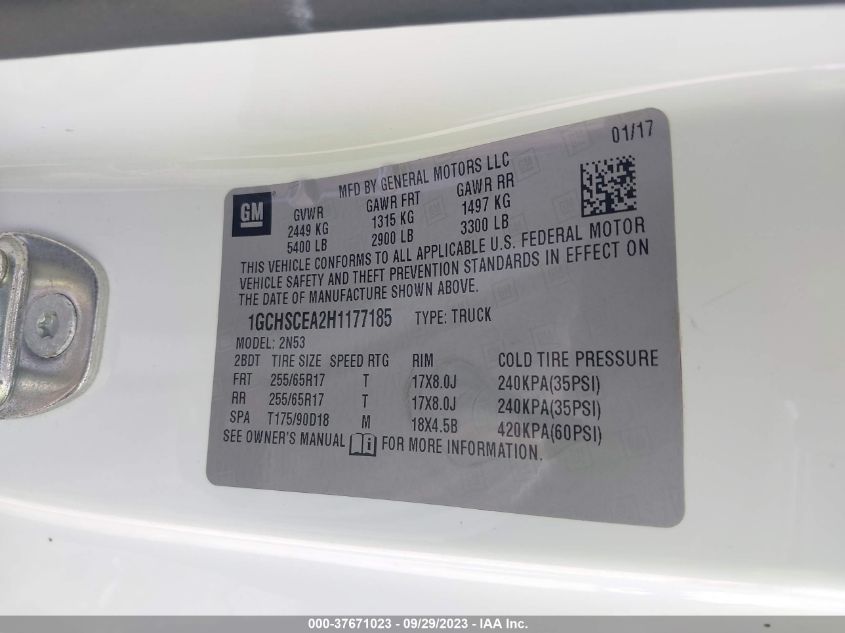 01/17
MFD BY GENERAL MOTORS LLC
GM
GVWR GAWR FRT GAWR RR
2449 KG 1315 KG 1497 KG
5400 LB 2900 LB 3300 LB
THIS VEHICLE CONFORMS TO ALL APPLICABLE U.S. FEDERAL MOTOR
VEHICLE SAFETY AND THEFT PREVENTION STANDARDS IN EFFECT ON
THE DATE OF MANUFACTURE SHOWN ABOVE.
1GCHSCEA2H1177185 TYPE: TRUCK
MODEL: 2N53
2BDT TIRE SIZE SPEED RTG RIM COLD TIRE PRESSURE
FRT 255/65R17 T 17X8.0J 240KPA(35PSI)
RR 255/65R17 T 17X8.0J 240KPA(35PSI)
SPA T175/90D18 M 18X4.5B 420KPA(60PSI)
SEE OWNER'S MANUAL FOR MORE INFORMATION.
000-37671023 - 09/29/2023 - IAA Inc.